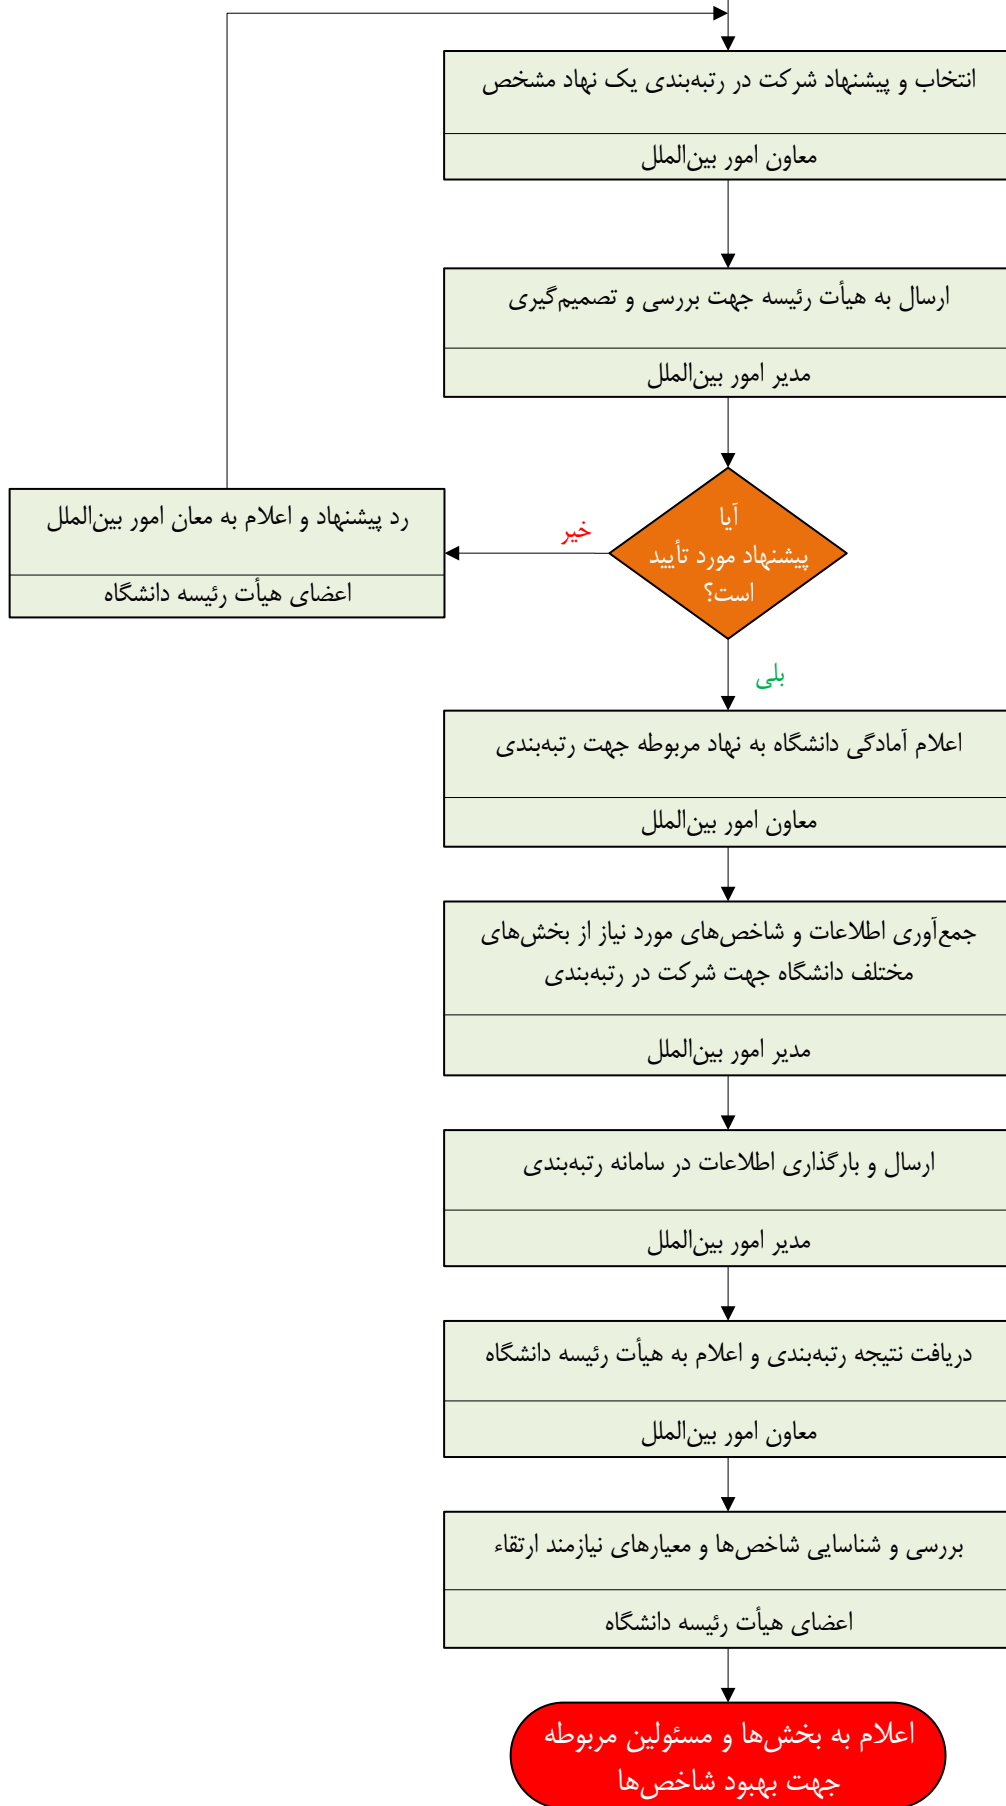 انتخاب و پیشنهاد شرکت در رتبه‌بندی یک نهاد مشخص
معاون امور بین‌الملل
ارسال به هیأت رئیسه جهت بررسی و تصمیم‌گیری
مدیر امور بین‌الملل
آیا
پیشنهاد مورد تأیید
است؟
خیر
رد پیشنهاد و اعلام به معان امور بین‌الملل
اعضای هیأت رئیسه دانشگاه
بلی
اعلام آمادگی دانشگاه به نهاد مربوطه جهت رتبه‌بندی
معاون امور بین‌الملل
جمع‌آوری اطلاعات و شاخص‌های مورد نیاز از بخش‌های
مختلف دانشگاه جهت شرکت در رتبه‌بندی
مدیر امور بین‌الملل
ارسال و بارگذاری اطلاعات در سامانه رتبه‌بندی
مدیر امور بین‌الملل
دریافت نتیجه رتبه‌بندی و اعلام به هیأت رئیسه دانشگاه
معاون امور بین‌الملل
بررسی و شناسایی شاخص‌ها و معیارهای نیازمند ارتقاء
اعضای هیأت رئیسه دانشگاه
اعلام به بخش‌ها و مسئولین مربوطه
جهت بهبود شاخص‌ها